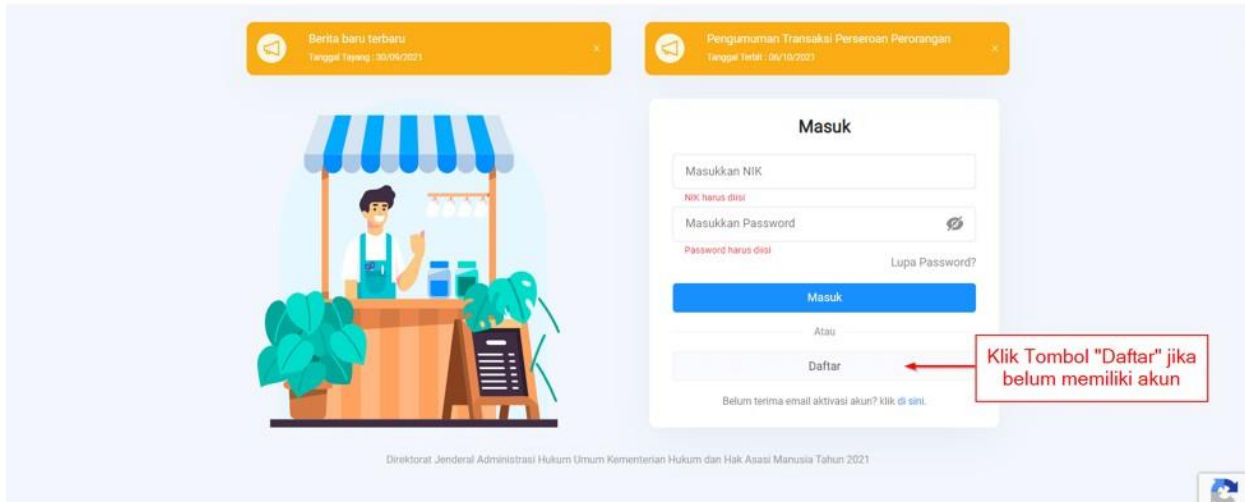 Berita baru terbaru
Tanggal Tayang : 30/09/2021
Pengumuman Transaksi Perseroan Perorangan
Tanggal Terbit : 06/10/2021
Masuk
Masukkan NIK
NIK harus diisi
Masukkan Password
Password harus diisi
Lupa Password?
Masuk
Atau
Daftar
Klik Tombol "Daftar" jika
belum memiliki akun
Belum terima email aktivasi akun? klik di sini.
Direktorat Jenderal Administrasi Hukum Umum Kementerian Hukum dan Hak Asasi Manusia Tahun 2021